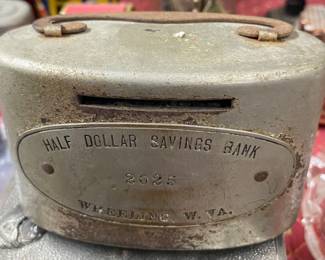 HALF DOLLAR SAVINGS BANK
2525
WHEELING W. VA.